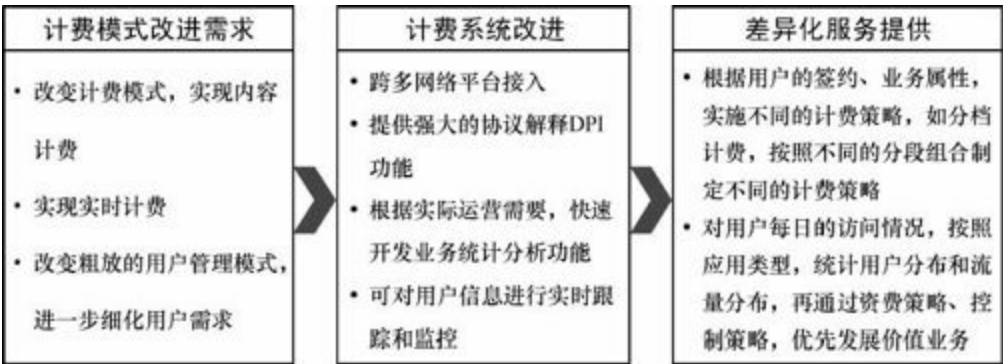 计费模式改进需求
• 改变计费模式，实现内容
计费
• 实现实时计费
• 改变粗放的用户管理模式，
进一步细化用户需求
计费系统改进
• 跨多网络平台接入
• 提供强大的协议解释DPI
功能
• 根据实际运营需要，快速
开发业务统计分析功能
• 可对用户信息进行实时跟
踪和监控
差异化服务提供
• 根据用户的签约、业务属性，
实施不同的计费策略，如分档
计费，按照不同的分段组合制
定不同的计费策略
• 对用户每日的访问情况，按照
应用类型，统计用户分布和流
量分布，再通过资费策略、控
制策略，优先发展价值业务